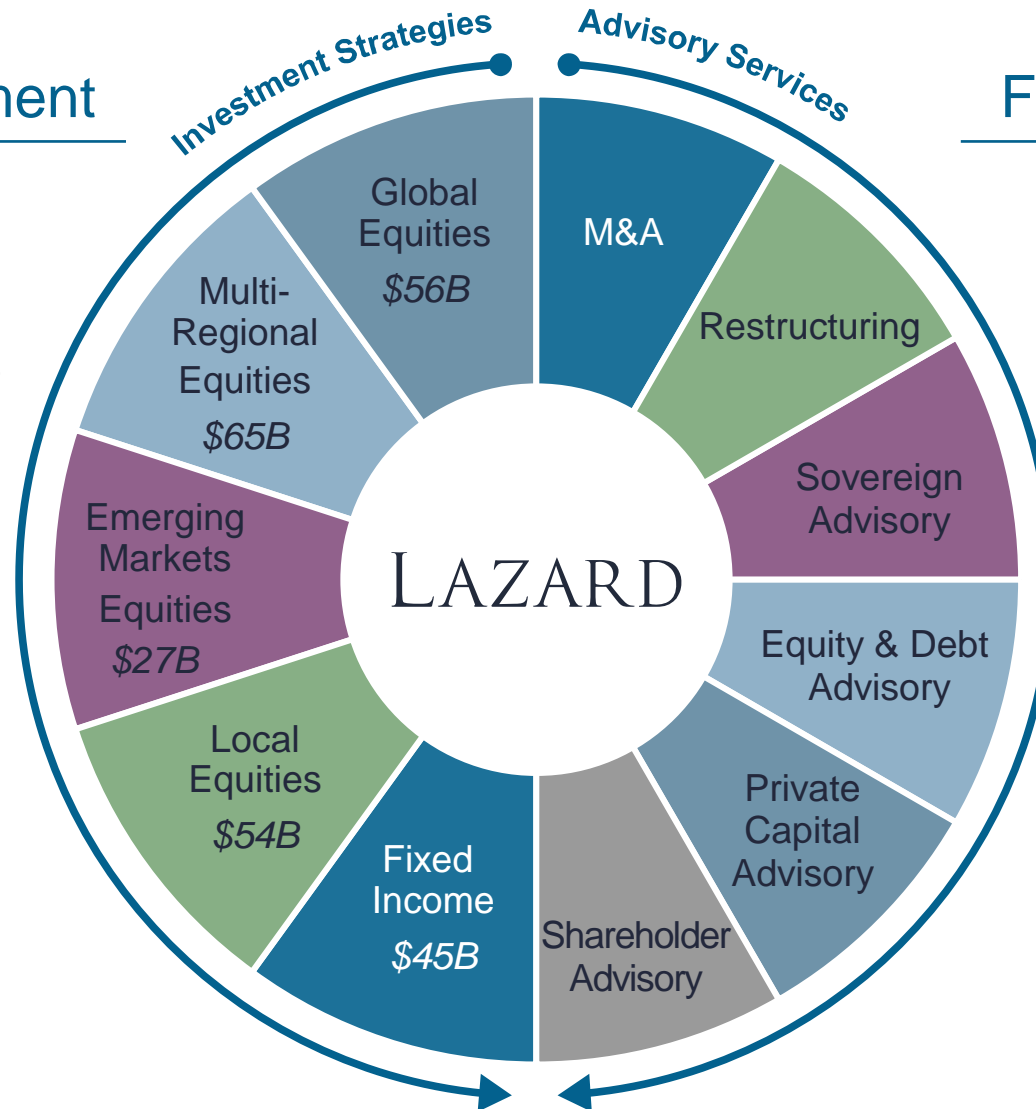 Investment Strategies
Advisory Services
Global
Equities
$56B
Multi-
Regional
Equities
$65B
Emerging
Markets
Equities
$27B
Local
Equities
$54B
Fixed
Income
$45B
M&A
Restructuring
Sovereign
Advisory
Equity & Debt
Advisory
Private
Capital
Advisory
Shareholder
Advisory
LAZARD